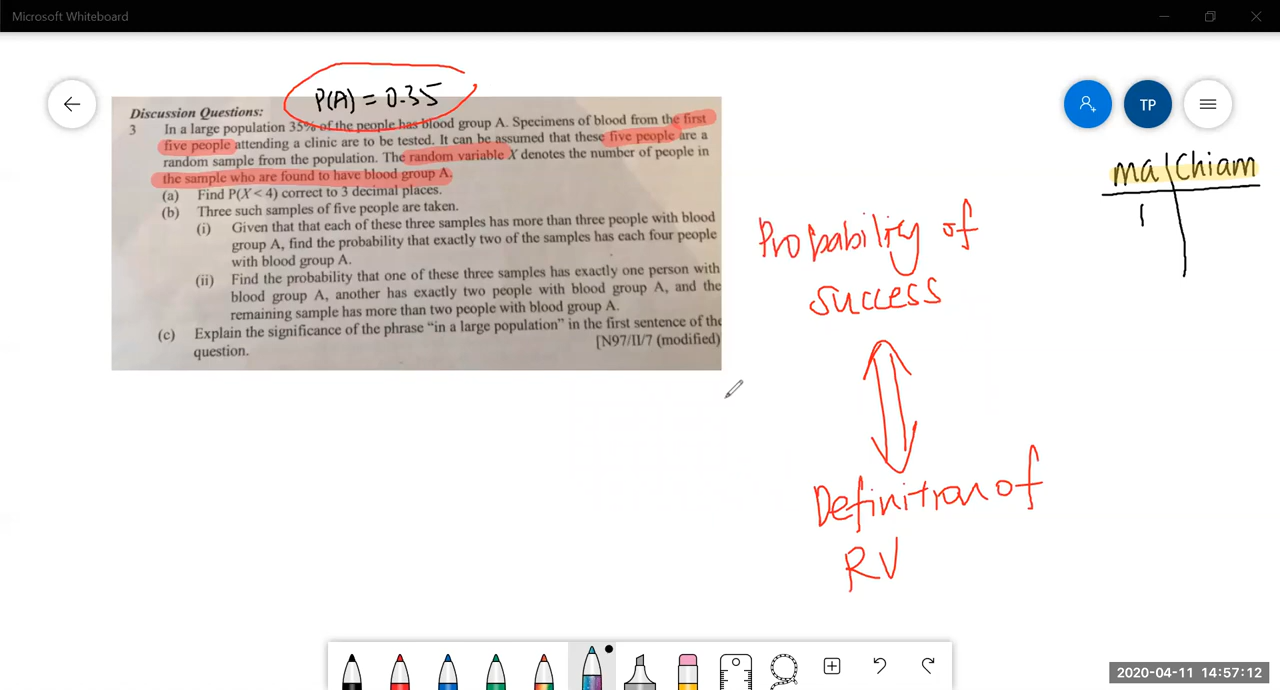 Microsoft Whiteboard
P(A) = 0.35
Discussion Questions:
3 In a large population 35% of the people has blood group A. Specimens of blood from the first
five people attending a clinic are to be tested. It can be assumed that these five people are a
random sample from the population. The random variable X denotes the number of people in
the sample who are found to have blood group A.
(a) Find P(X < 4) correct to 3 decimal places.
(b) Three such samples of five people are taken.
(i) Given that that each of these three samples has more than three people with blood
group A, find the probability that exactly two of the samples has each four people
with blood group A.
(ii) Find the probability that one of these three samples has exactly one person with
blood group A, another has exactly two people with blood group A, and the
remaining sample has more than two people with blood group A.
(c) Explain the significance of the phrase “in a large population” in the first sentence of the
question.
[N97/II/7 (modified)
TP
ma Chiam
1
Probability of
success
Definition of
RV
2020-04-11 14:57:12